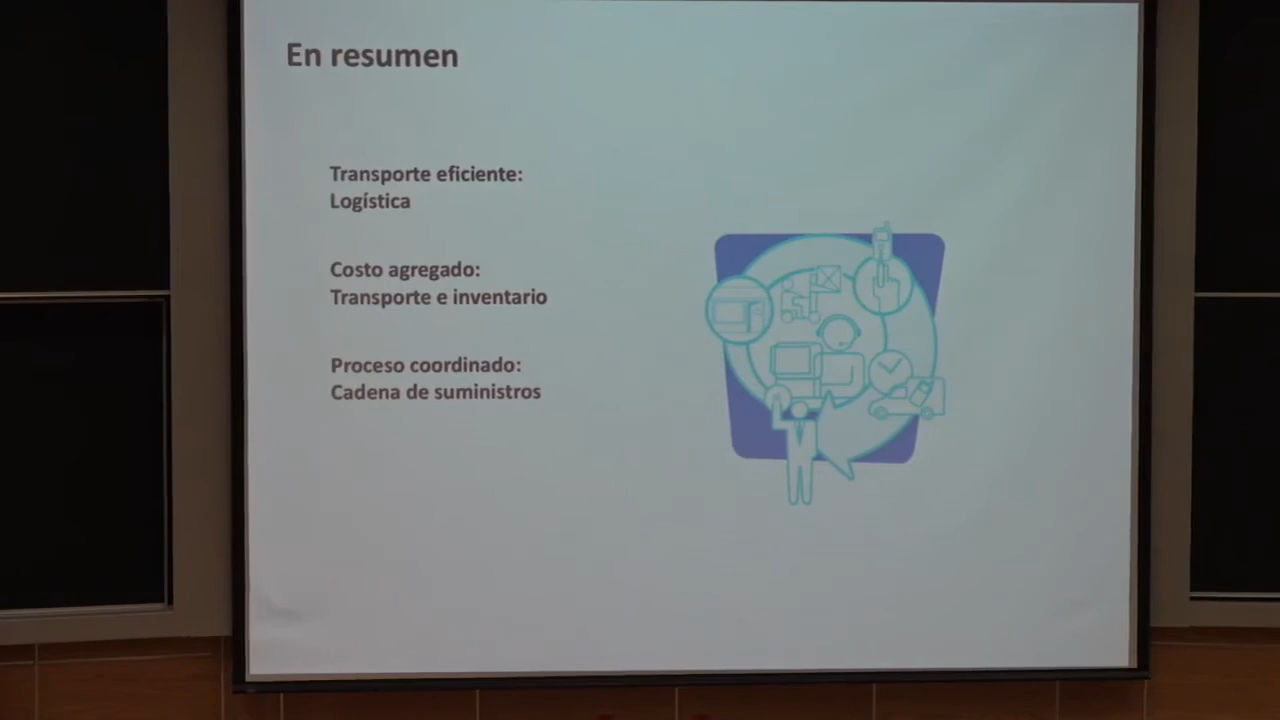 En resumen
Transporte eficiente:
Logística
Costo agregado:
Transporte e inventario
Proceso coordinado:
Cadena de suministros